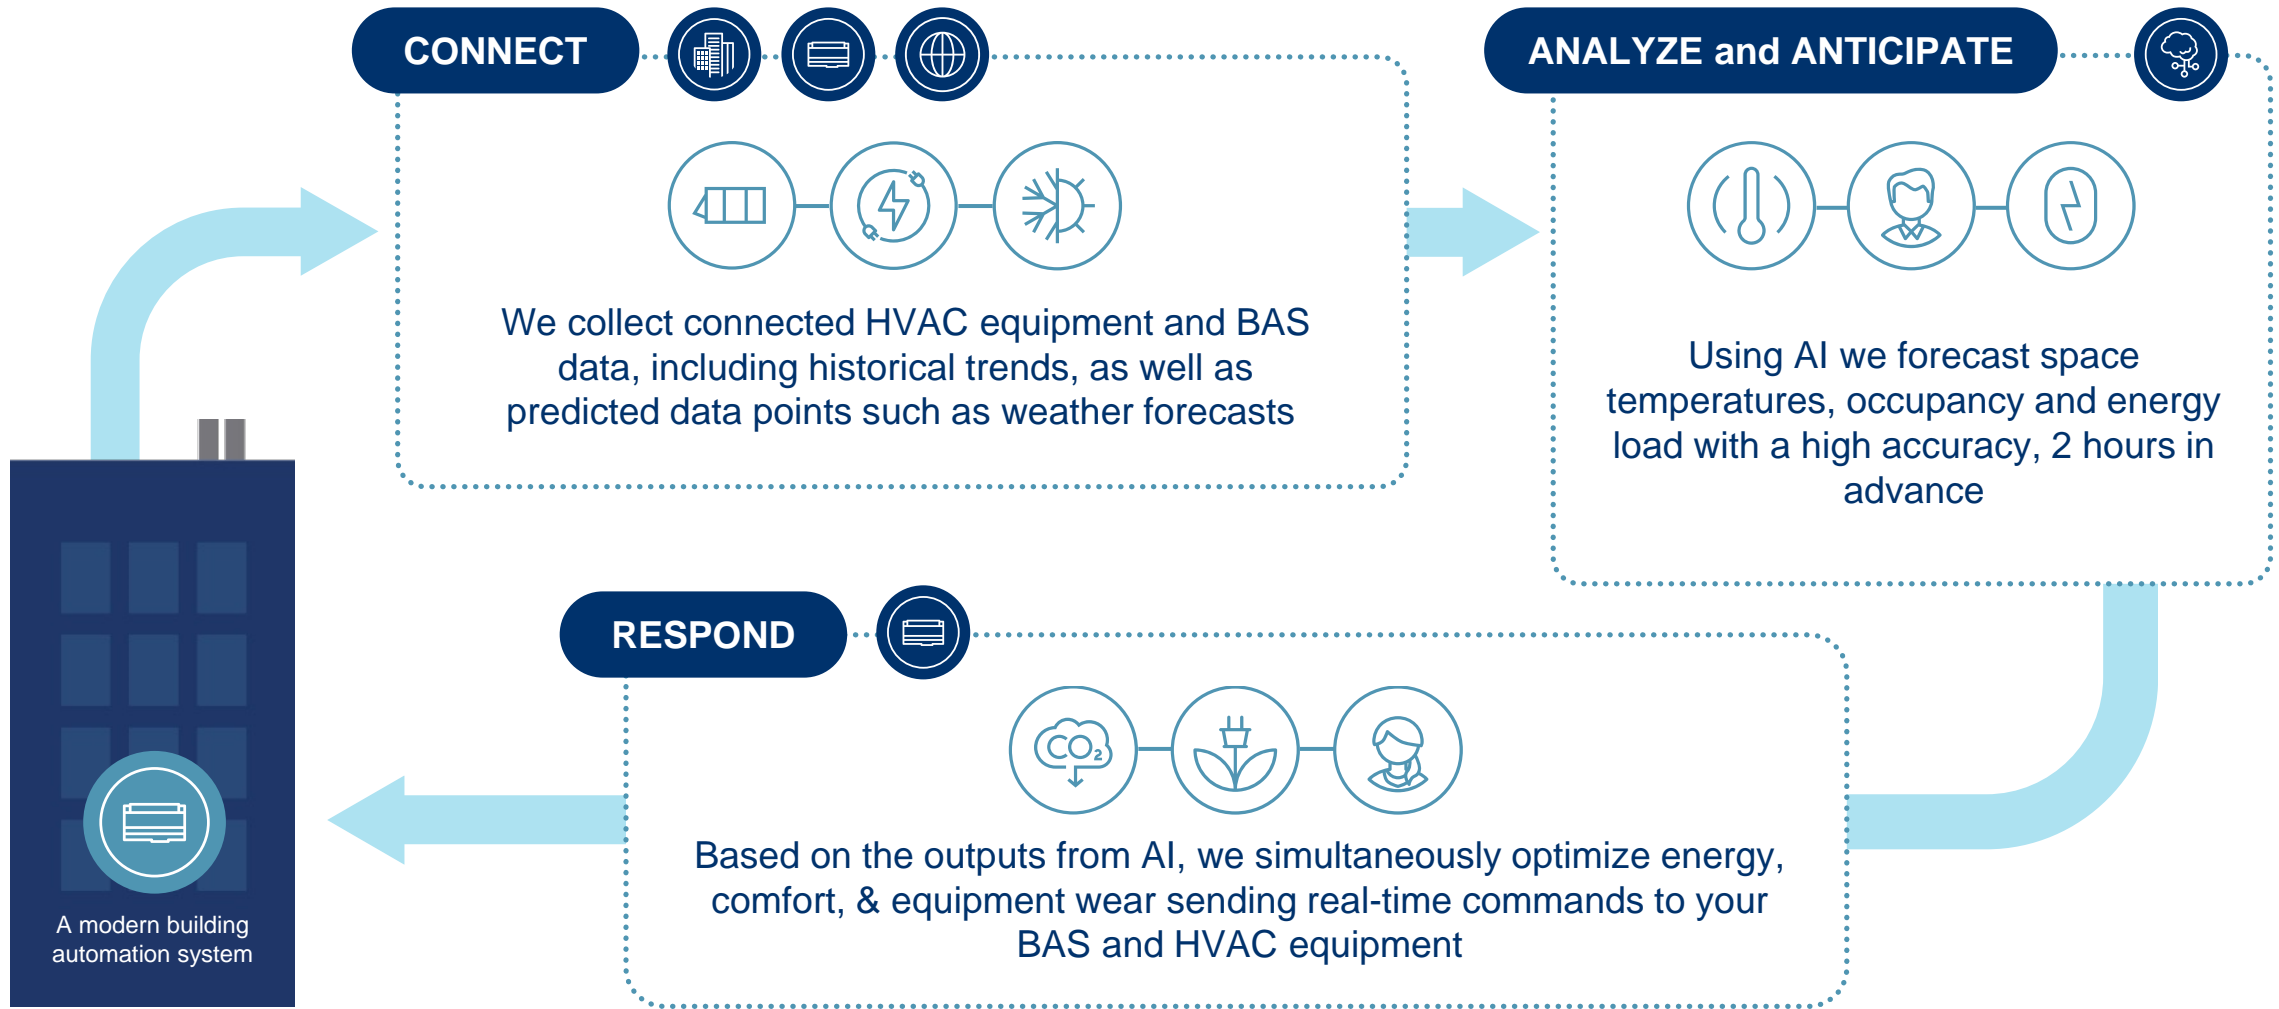 CONNECT
We collect connected HVAC equipment and BAS
data, including historical trends, as well as
predicted data points such as weather forecasts
ANALYZE and ANTICIPATE
Using AI we forecast space
temperatures, occupancy and energy
load with a high accuracy, 2 hours in
advance
RESPOND
CO₂
Based on the outputs from AI, we simultaneously optimize energy,
comfort, & equipment wear sending real-time commands to your
BAS and HVAC equipment
A modern building
automation system